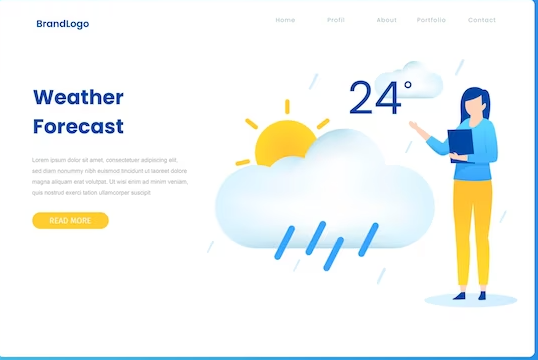 BrandLogo
Home Profil About Portfolio Contact
24°
Weather
Forecast
Lorem ipsum dolor sit amet, consectetuer adipiscing elit,
sed diam nonummy nibh euismod tincidunt ut laoreet dolore
magna aliquam erat volutpat. Ut wisi enim ad minim veniam,
quis nostrud exerci tation ullamcorper suscipit
READ MORE